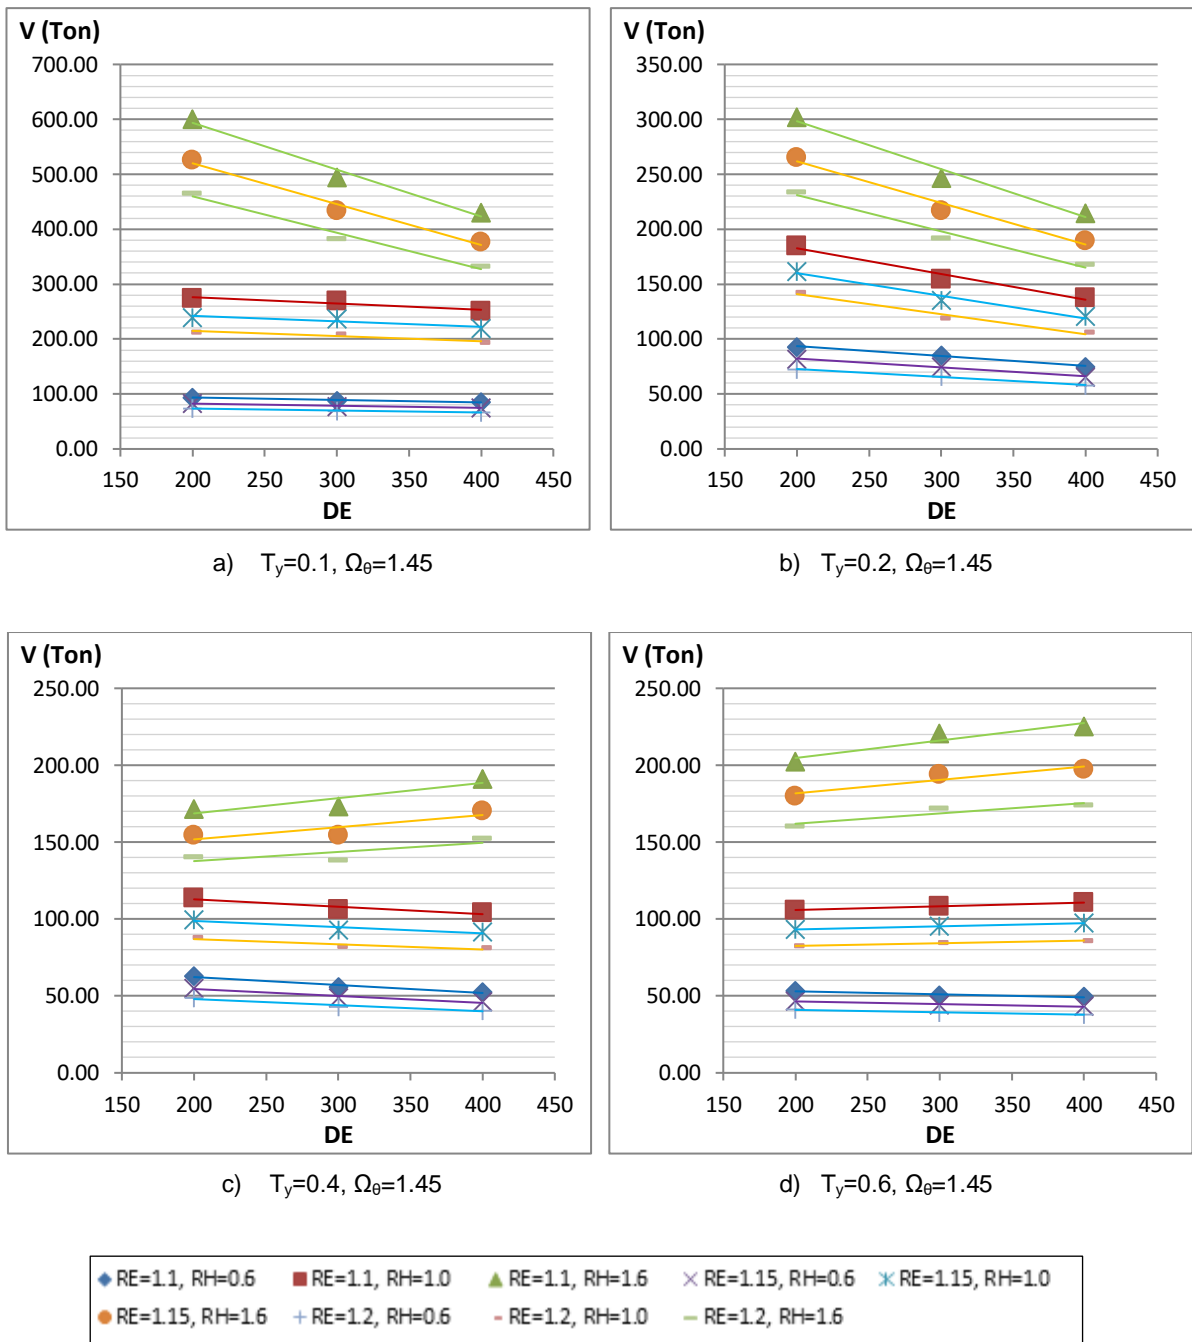 V (Ton)
700.00
600.00
500.00
400.00
300.00
200.00
100.00
0.00
150 200 250 300 350 400 450
DE
a) Ty=0.1, Ωθ=1.45
V (Ton)
350.00
300.00
250.00
200.00
150.00
100.00
50.00
0.00
150 200 250 300 350 400 450
DE
b) Ty=0.2, Ωθ=1.45
V (Ton)
250.00
200.00
150.00
100.00
50.00
0.00
150 200 250 300 350 400 450
DE
c) Ty=0.4, Ωθ=1.45
V (Ton)
250.00
200.00
150.00
100.00
50.00
0.00
150 200 250 300 350 400 450
DE
d) Ty=0.6, Ωθ=1.45
RE=1.1, RH=0.6 RE=1.1, RH=1.0 RE=1.1, RH=1.6 RE=1.15, RH=0.6 RE=1.15, RH=1.0
RE=1.15, RH=1.6 RE=1.2, RH=0.6 RE=1.2, RH=1.0 RE=1.2, RH=1.6